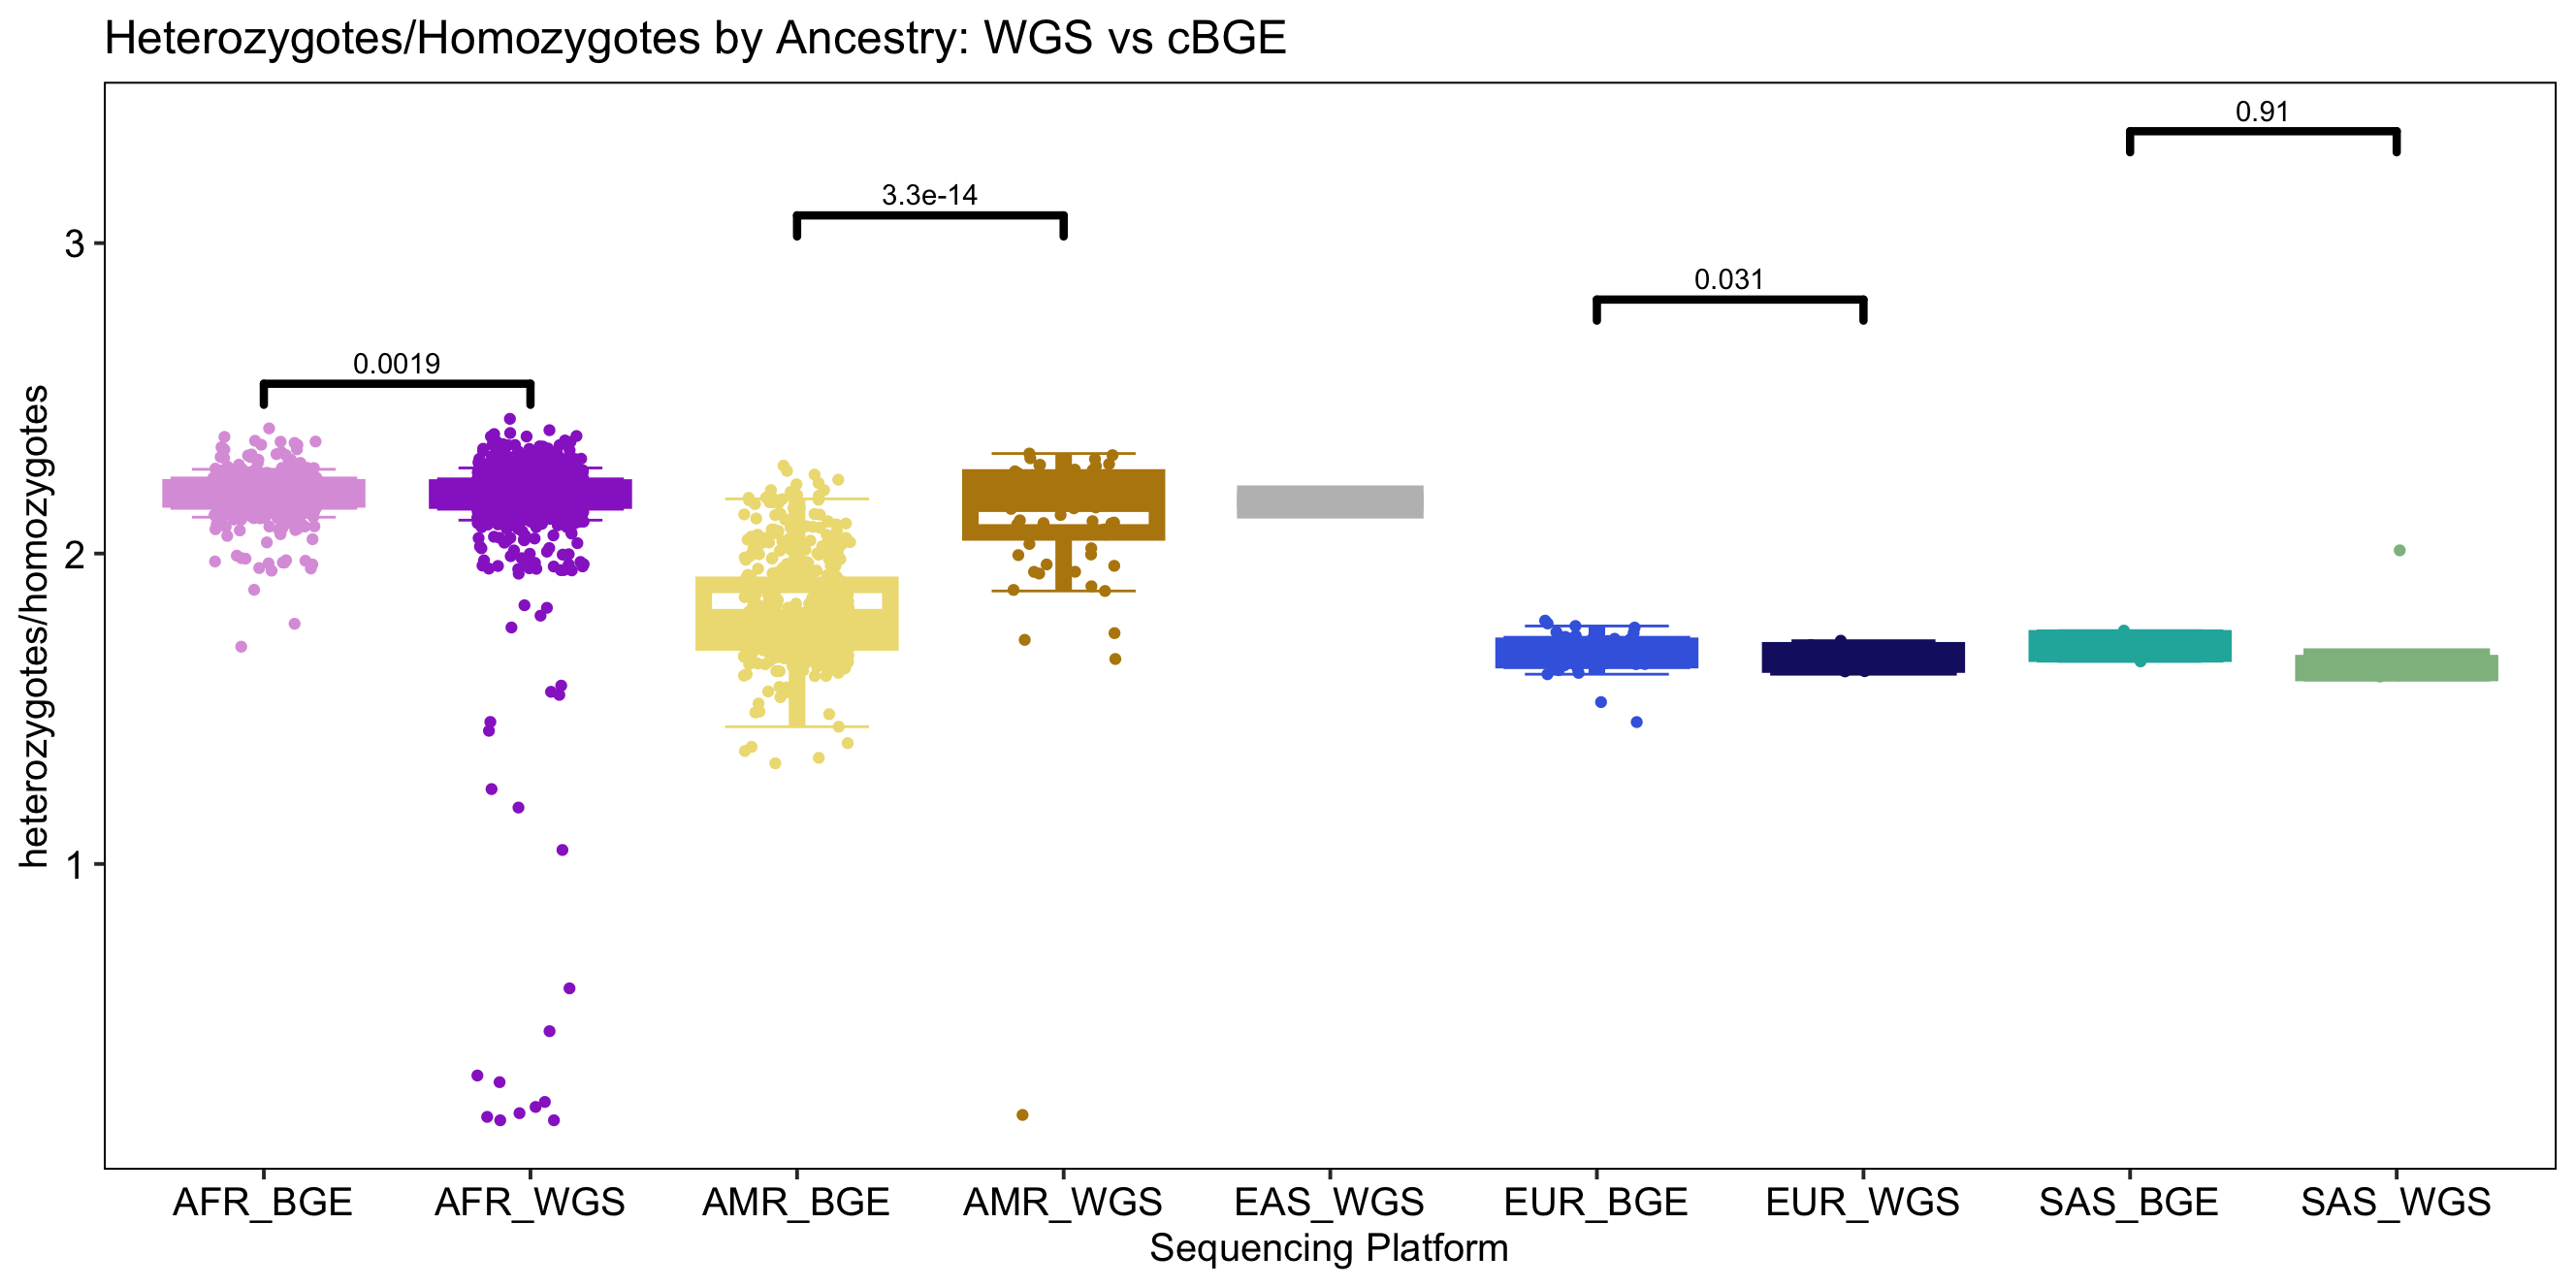 Heterozygotes/Homozygotes by Ancestry: WGS vs cBGE
0.91
3.3e-14
3
0.031
0.0019
2
1
heterozygotes/homozygotes
AFR_BGE AFR_WGS AMR_BGE AMR_WGS EAS_WGS EUR_BGE EUR_WGS SAS_BGE SAS_WGS
Sequencing Platform